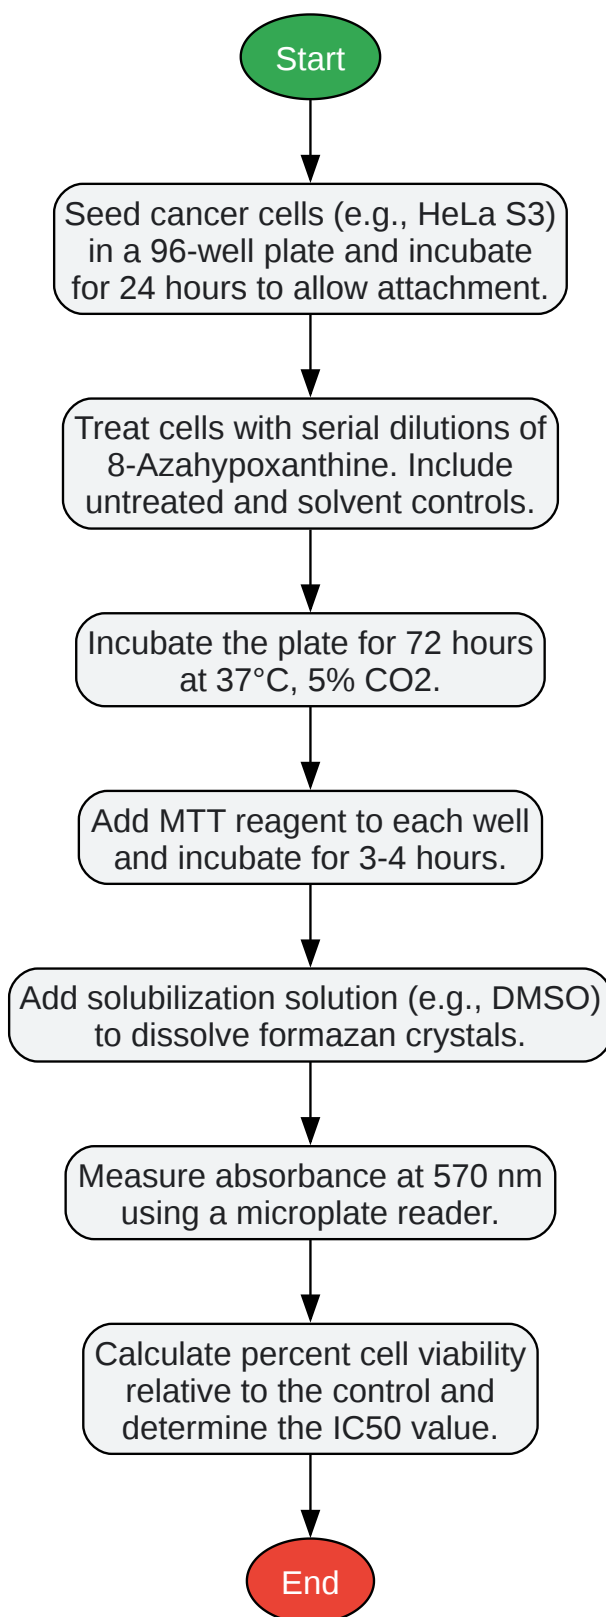 Start
Seed cancer cells (e.g., HeLa S3)
in a 96-well plate and incubate
for 24 hours to allow attachment.
Treat cells with serial dilutions of
8-Azahypoxanthine. Include
untreated and solvent controls.
Incubate the plate for 72 hours
at 37°C, 5% CO2.
Add MTT reagent to each well
and incubate for 3-4 hours.
Add solubilization solution (e.g., DMSO)
to dissolve formazan crystals.
Measure absorbance at 570 nm
using a microplate reader.
Calculate percent cell viability
relative to the control and
determine the IC50 value.
End